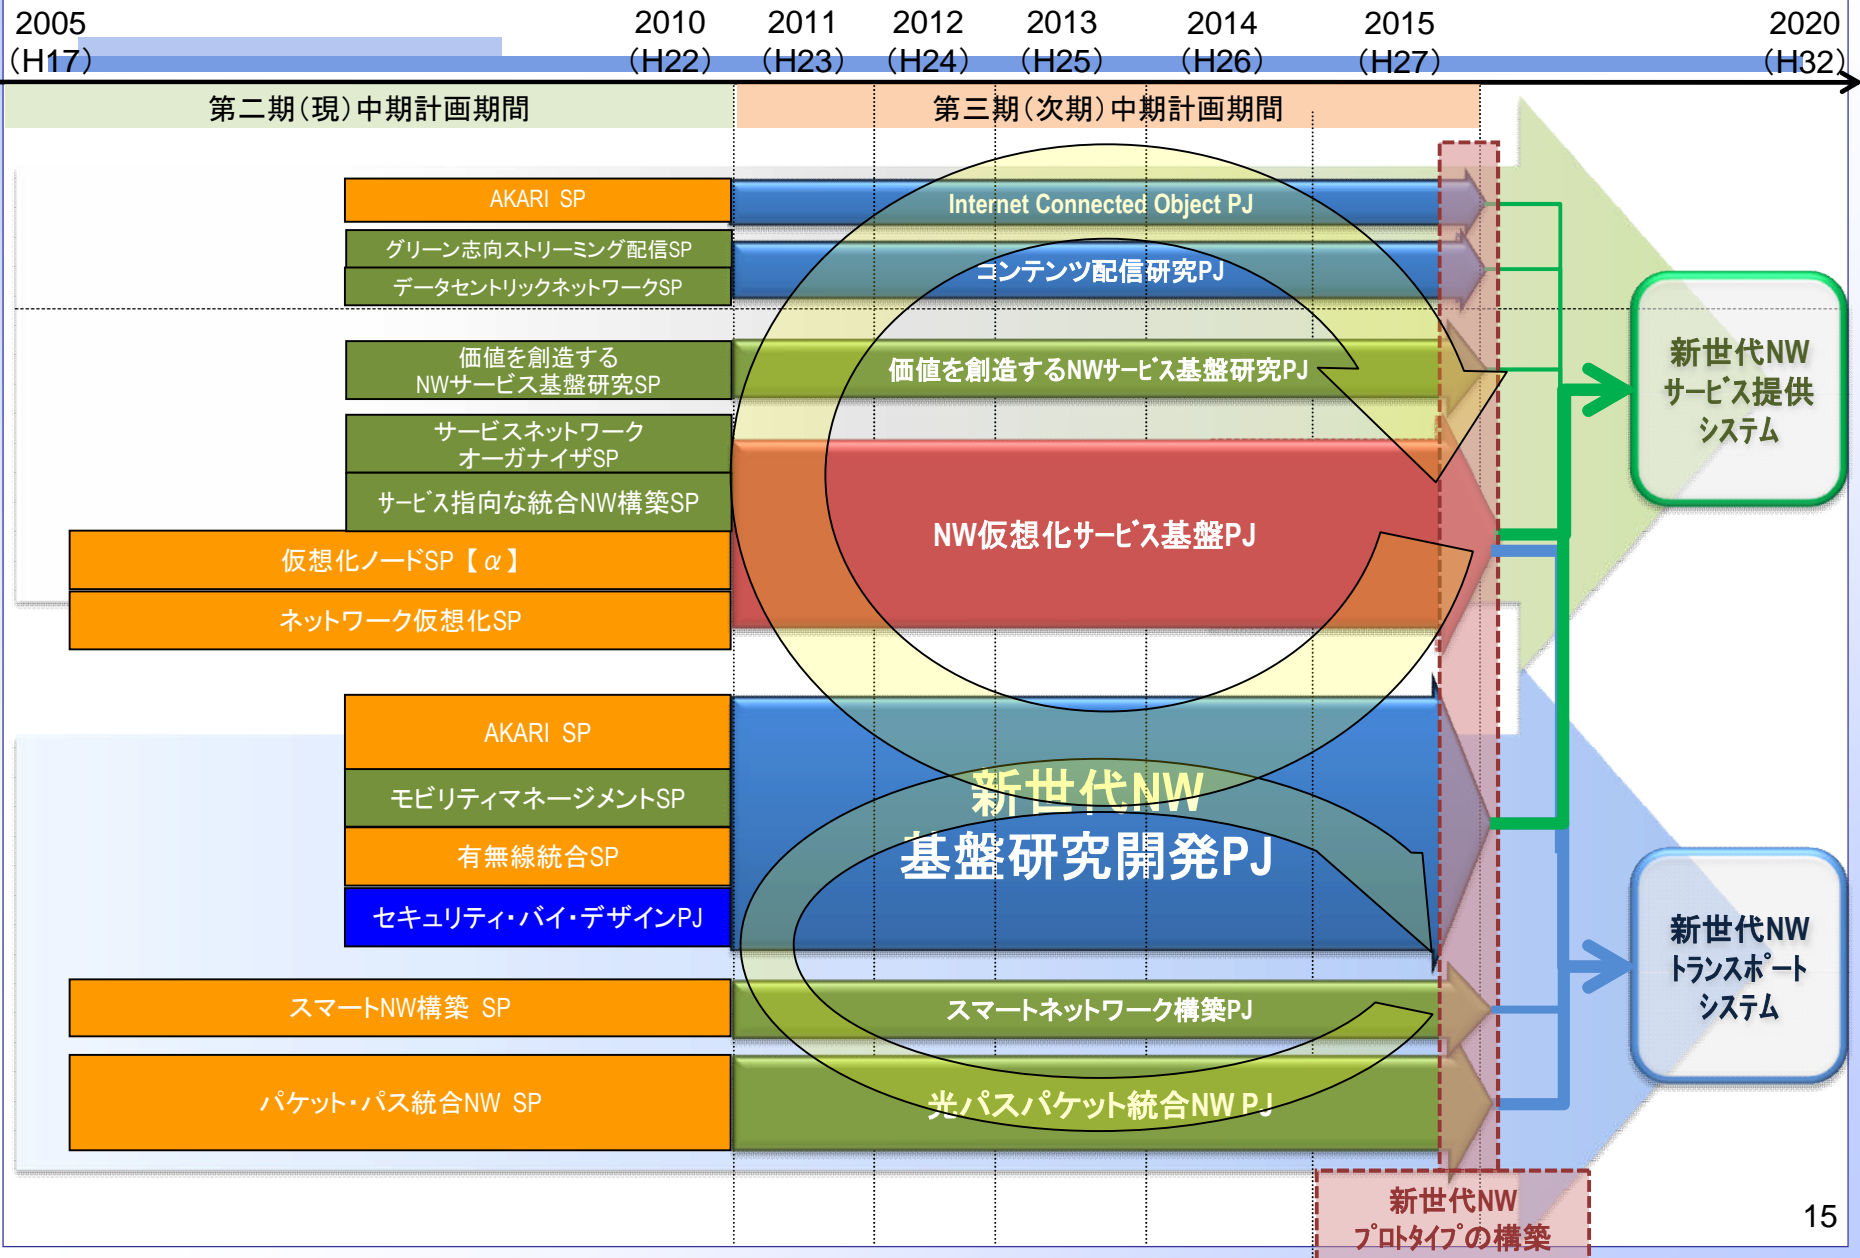 2005 2010 2011 2012 2013 2014 2015 2020
(H17) (H22) (H23) (H24) (H25) (H26) (H27) (H32)
第二期(現)中期計画期間
第三期(次期)中期計画期間
AKARI SP
Internet Connected Object PJ
グリーン志向ストリーミング配信SP
データセントリックネットワークSP
コンテンツ配信研究PJ
価値を創造する
NWサービス基盤研究SP
価値を創造するNWサービス基盤研究PJ
サービスネットワーク
オーガナイザSP
サービス指向な統合NW構築SP
仮想化ノードSP【α】
ネットワーク仮想化SP
NW仮想化サービス基盤PJ
新世代NW
サービス提供
システム
AKARI SP
モビリティマネージメントSP
有無線統合SP
セキュリティ・バイ・デザインPJ
新世代NW
基盤研究開発PJ
スマートNW構築 SP
スマートネットワーク構築PJ
パケット・パス統合NW SP
光パスパケット統合NW PJ
新世代NW
トランスポート
システム
新世代NW
プロトタイプの構築
15